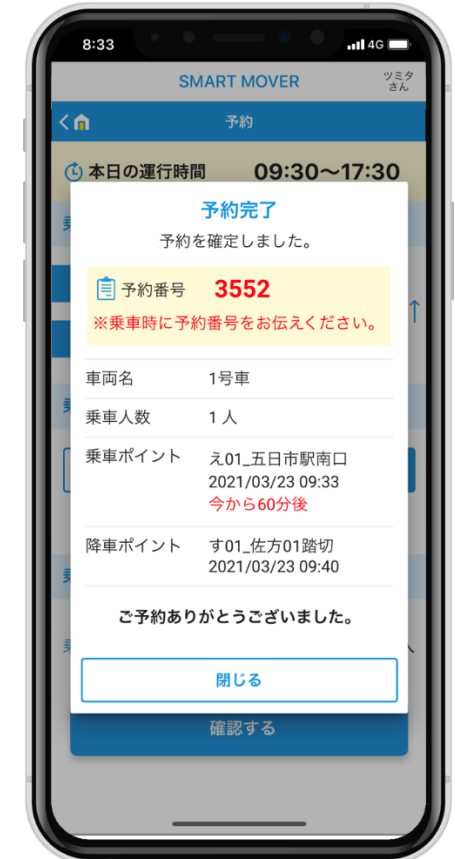 8:33
4G
SMART MOVER
ツミタ
さん
予約
本日の運行時間 09:30〜17:30
予約完了
予約を確定しました。
予約番号 3552
※乗車時に予約番号をお伝えください。
車両名 1号車
乗車人数 1人
乗車ポイント え01_五日市駅南口
2021/03/23 09:33
今から60分後
降車ポイント す01_佐方01踏切
2021/03/23 09:40
ご予約ありがとうございました。
閉じる
確認する